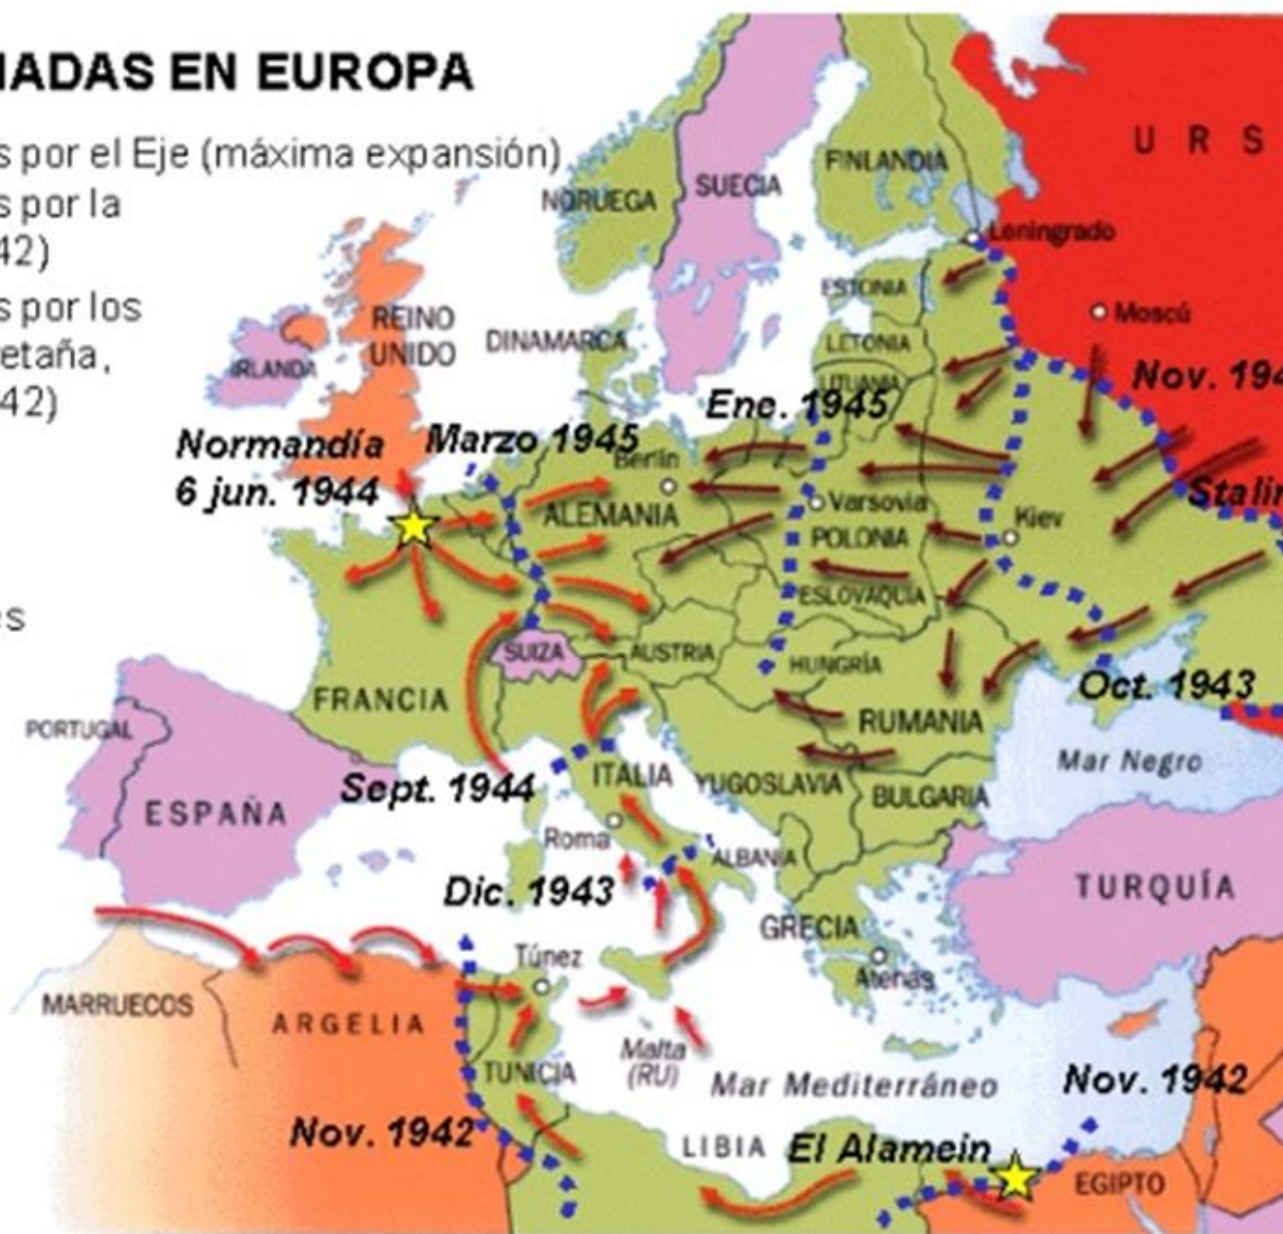 IADAS EN EUROPA
s por el Eje (máxima expansión)
s por la
42)
s por los
etaña,
42)
es
URS
FINLANDIA
SUECIA
NORUEGA
Leningrado
ESTONIA
Moscú
REINO
UNIDO
DINAMARCA
LETONIA
IRLANDA
LITUANIA
Nov. 194
Ene. 1945
Normandía
6 jun. 1944
Marzo 1945
Berlín
Stalin
Varsovia
ALEMANIA
Kiev
POLONIA
ESLOVAQUIA
SUIZA
AUSTRIA
HUNGRÍA
Oct. 1943
FRANCIA
RUMANIA
PORTUGAL
Mar Negro
ITALIA
YUGOSLAVIA
BULGARIA
Sept. 1944
ESPAÑA
Roma
ALBANIA
Dic. 1943
TURQUÍA
GRECIA
Túnez
Atenas
MARRUECOS
ARGELIA
Malta
(RU)
TUNICIA
Mar Mediterráneo
Nov. 1942
Nov. 1942
LIBIA
El Alamein
EGIPTO